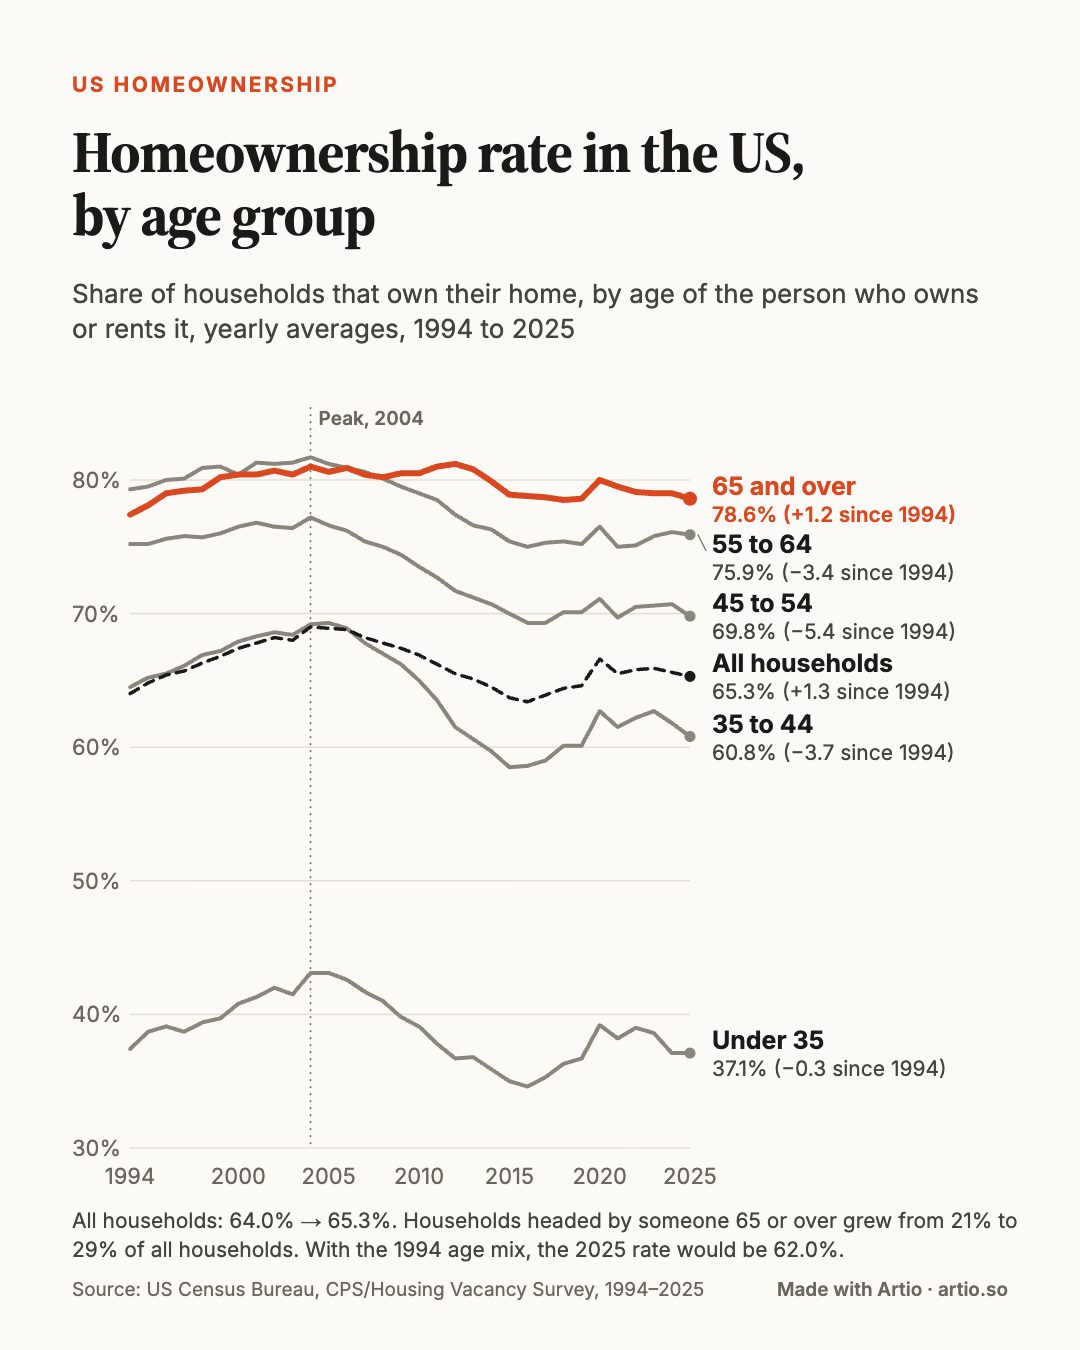 US HOMEOWNERSHIP
Homeownership rate in the US,
by age group
Share of households that own their home, by age of the person who owns
or rents it, yearly averages, 1994 to 2025
Peak, 2004
80%
70%
60%
50%
40%
30%
65 and over
78.6% (+1.2 since 1994)
55 to 64
75.9% (−3.4 since 1994)
45 to 54
69.8% (−5.4 since 1994)
All households
65.3% (+1.3 since 1994)
35 to 44
60.8% (−3.7 since 1994)
Under 35
37.1% (−0.3 since 1994)
1994 2000 2005 2010 2015 2020 2025
All households: 64.0% → 65.3%. Households headed by someone 65 or over grew from 21% to
29% of all households. With the 1994 age mix, the 2025 rate would be 62.0%.
Source: US Census Bureau, CPS/Housing Vacancy Survey, 1994–2025
Made with Artio · artio.so